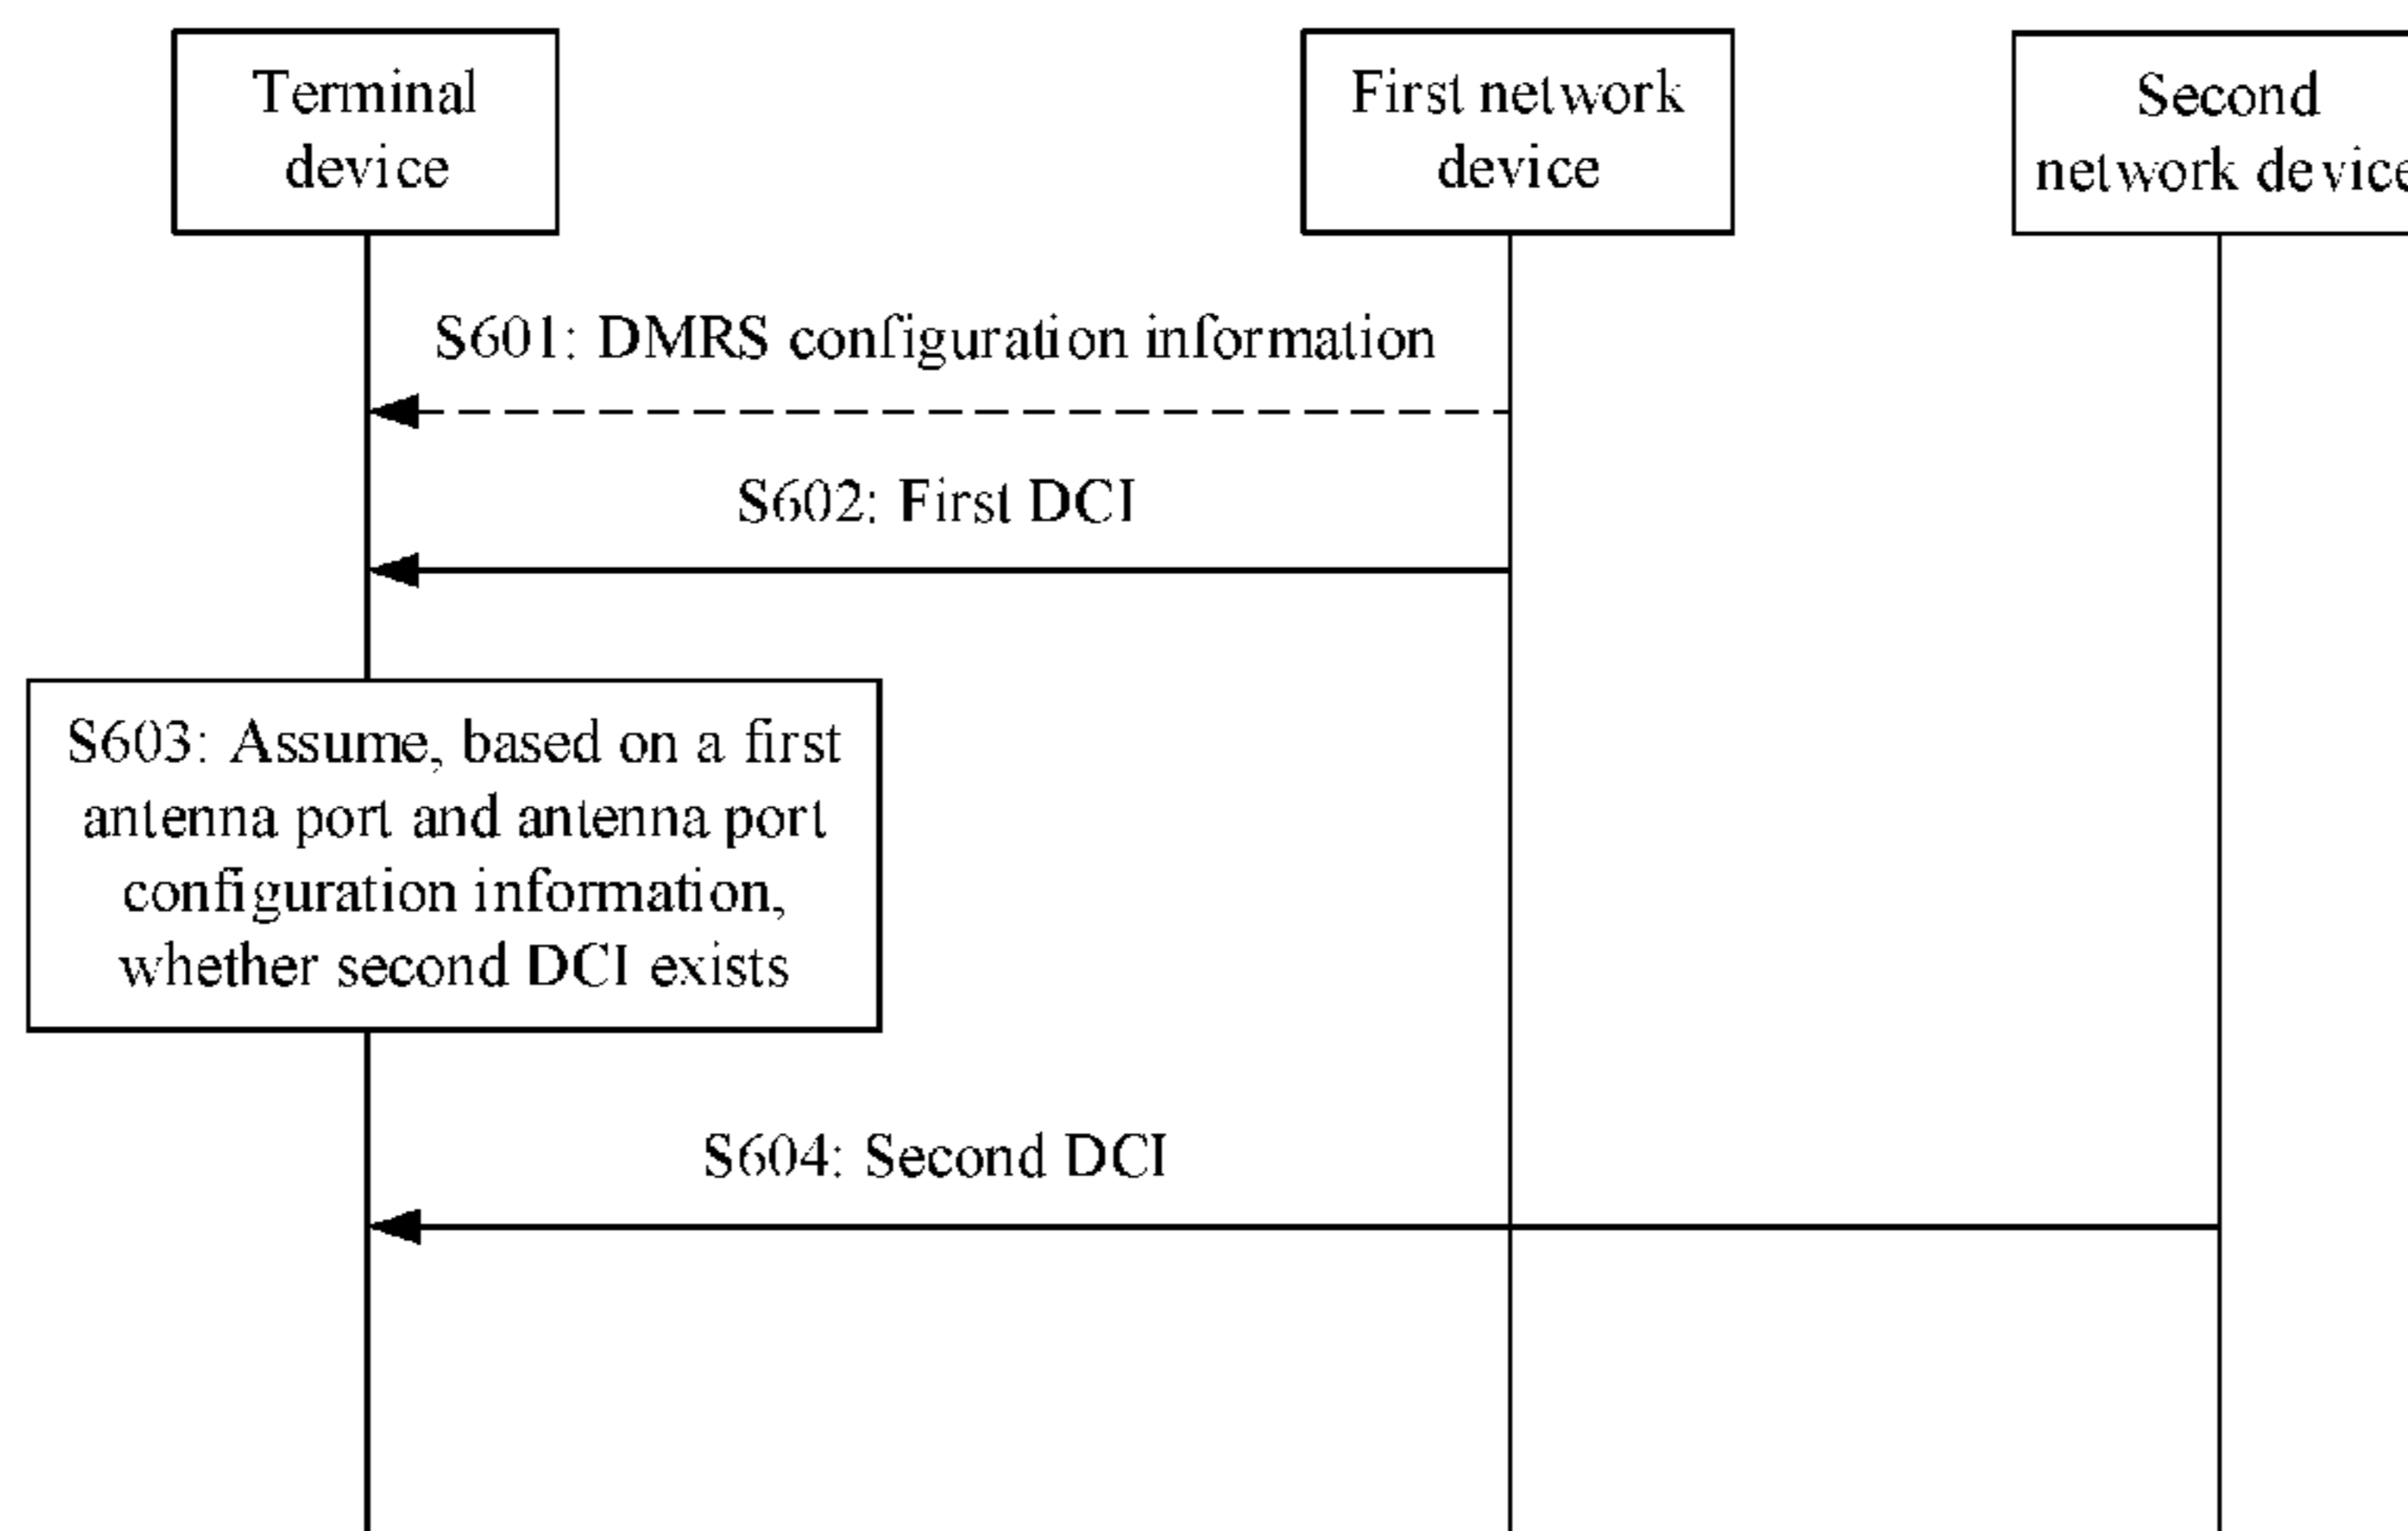 Terminal
device
First network
device
Second
network device
S601: DMRS configuration information
S602: First DCI
S603: Assume, based on a first
antenna port and antenna port
configuration information,
whether second DCI exists
S604: Second DCI